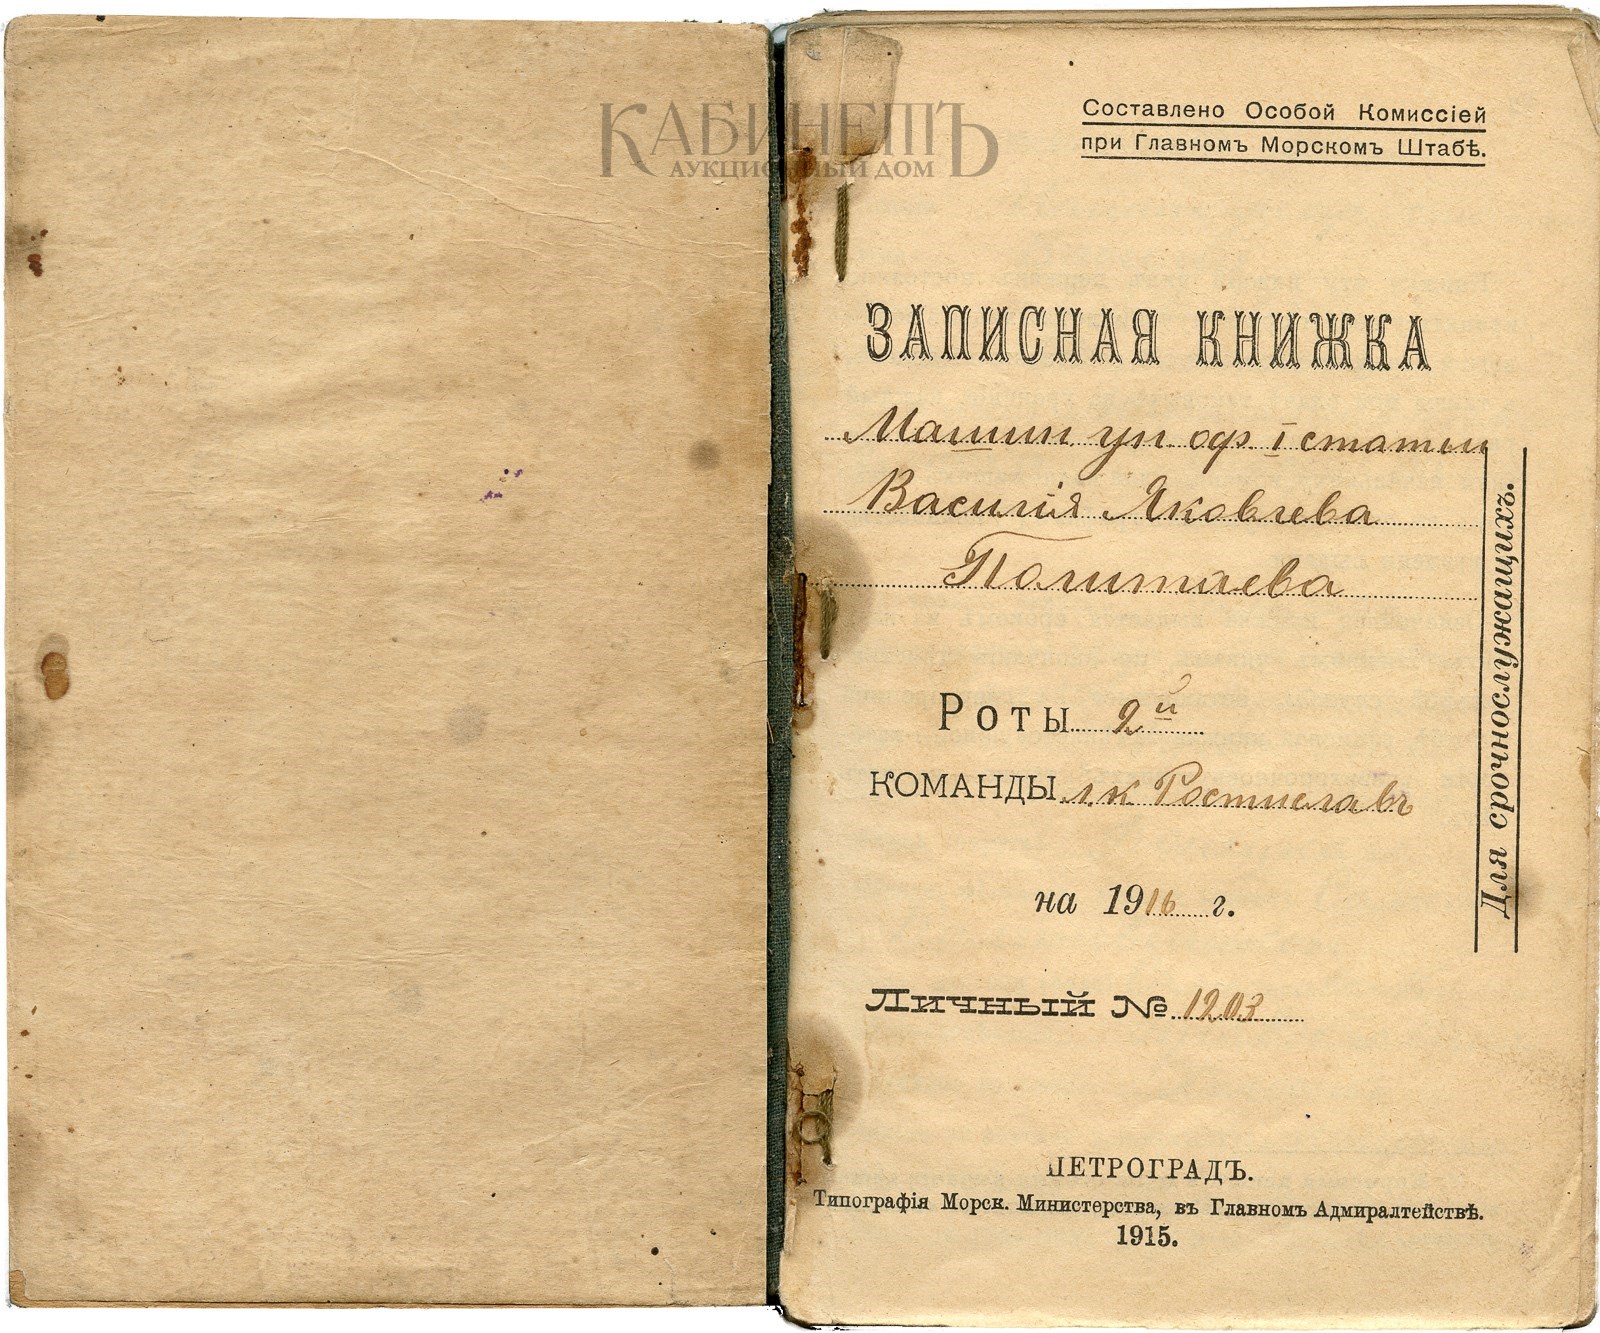 КАБИНЕТЪ
АУКЦИОННЫЙ ДОМ
Составлено Особой Комиссіей
при Главномъ Морскомъ Штабѣ.
ЗАПИСНАЯ КНИЖКА
Машин ун. оф. I статьи
Василія Яковлева
Политаева
Для срочнослужащихъ.
Роты 2й
КОМАНДЫ л.к Ростиславъ
на 1916 г.
Личный № 1203
ПЕТРОГРАДЪ.
Типографія Морск. Министерства, въ Главномъ Адмиралтействѣ.
1915.